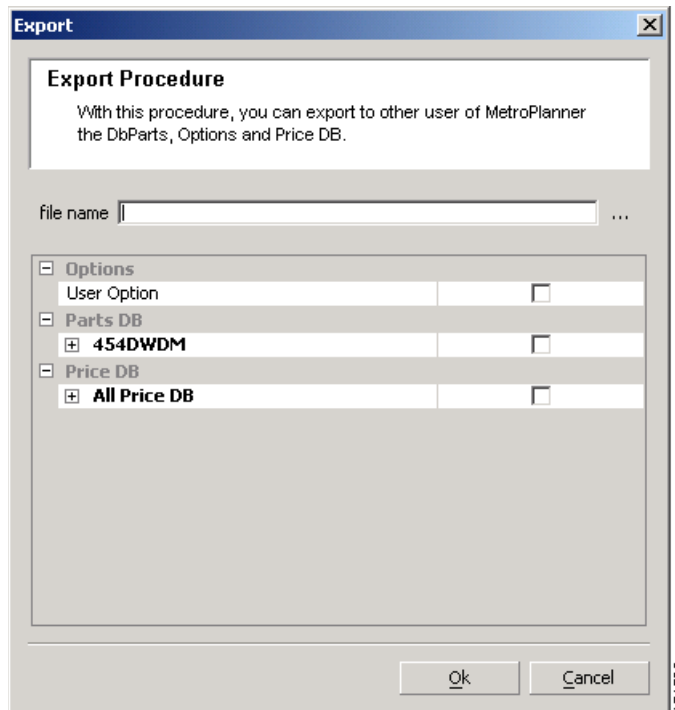 Export
Export Procedure
With this procedure, you can export to other user of MetroPlanner
the DbParts, Options and Price DB.
file name
...
Options
User Option
Parts DB
454DWDM
Price DB
All Price DB
Ok
Cancel